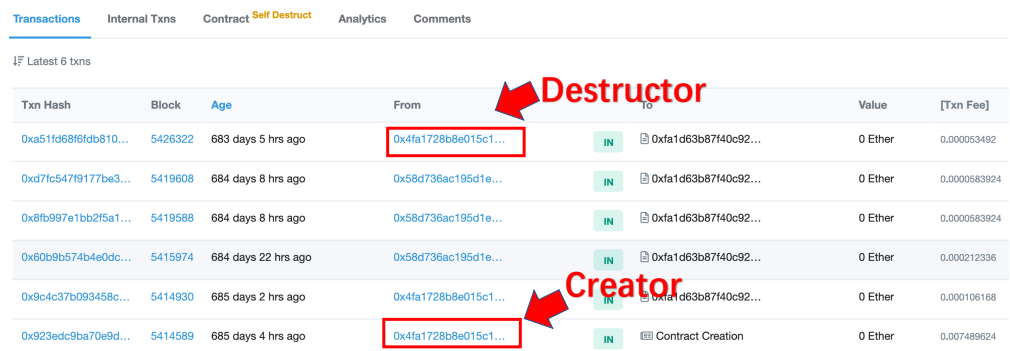 Transactions Internal Txns Contract Self Destruct Analytics Comments
Latest 6 txns
Destructor
Txn Hash Block Age From To Value [Txn Fee]
0xa51fd68f6fdb810... 5426322 683 days 5 hrs ago 0x4fa1728b8e015c1... IN 0xfa1d63b87f40c92... 0 Ether 0.000053492
0xd7fc547f9177be3... 5419608 684 days 8 hrs ago 0x58d736ac195d1e... IN 0xfa1d63b87f40c92... 0 Ether 0.0000583924
0x8fb997e1bb2f5a1... 5419588 684 days 8 hrs ago 0x58d736ac195d1e... IN 0xfa1d63b87f40c92... 0 Ether 0.0000583924
0x60b9b574b4e0dc... 5415974 684 days 22 hrs ago 0x58d736ac195d1e... IN 0xfa1d63b87f40c92... 0 Ether 0.000212336
Creator
0x9c4c37b093458c... 5414930 685 days 2 hrs ago 0x4fa1728b8e015c1... IN 0xfa1d63b87f40c92... 0 Ether 0.000106168
0x923edc9ba70e9d... 5414589 685 days 4 hrs ago 0x4fa1728b8e015c1... IN Contract Creation 0 Ether 0.007489624